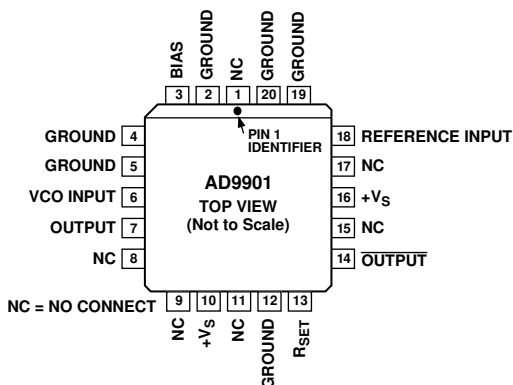 BIAS
GROUND
NC
GROUND
GROUND
3 2 1 20 19
GROUND 4
GROUND 5
VCO INPUT 6
OUTPUT 7
NC 8
PIN 1
IDENTIFIER
AD9901
TOP VIEW
(Not to Scale)
18 REFERENCE INPUT
17 NC
16 +VS
15 NC
14 OUTPUT
NC = NO CONNECT
9 10 11 12 13
NC
+VS
NC
GROUND
RSET